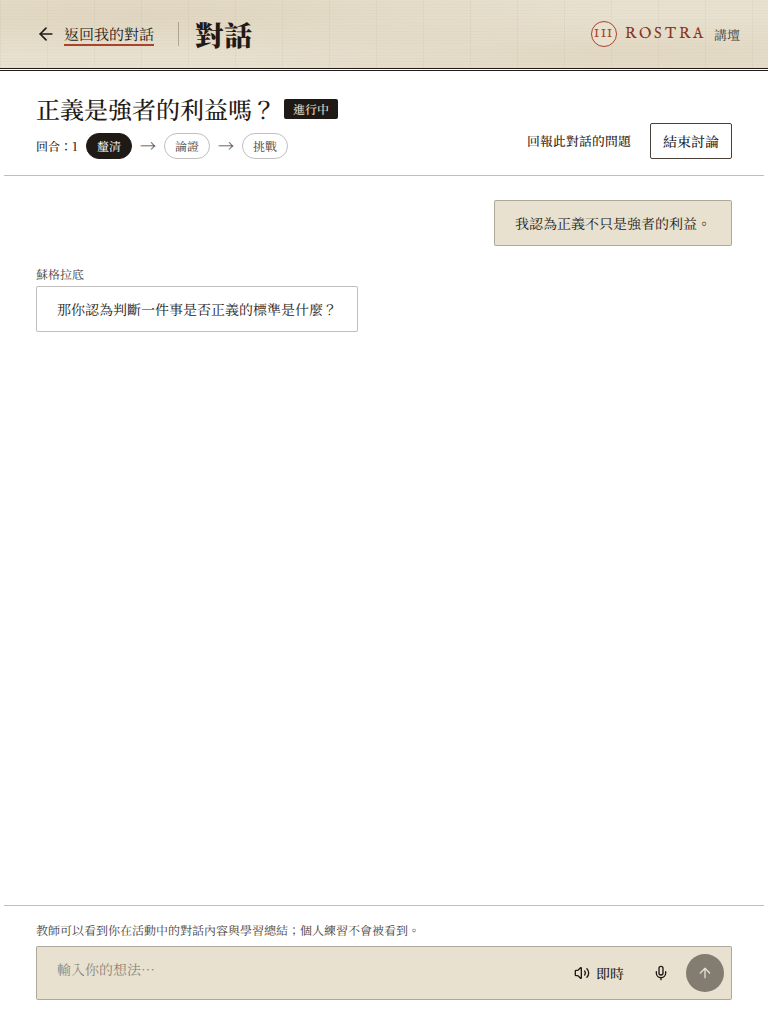 返回我的對話
對話
III ROSTRA 講壇
正義是強者的利益嗎？ 進行中
回合：1 釐清 → 論證 → 挑戰
回報此對話的問題
結束討論
我認為正義不只是強者的利益。
蘇格拉底
那你認為判斷一件事是否正義的標準是什麼？
教師可以看到你在活動中的對話內容與學習總結；個人練習不會被看到。
輸入你的想法⋯
即時